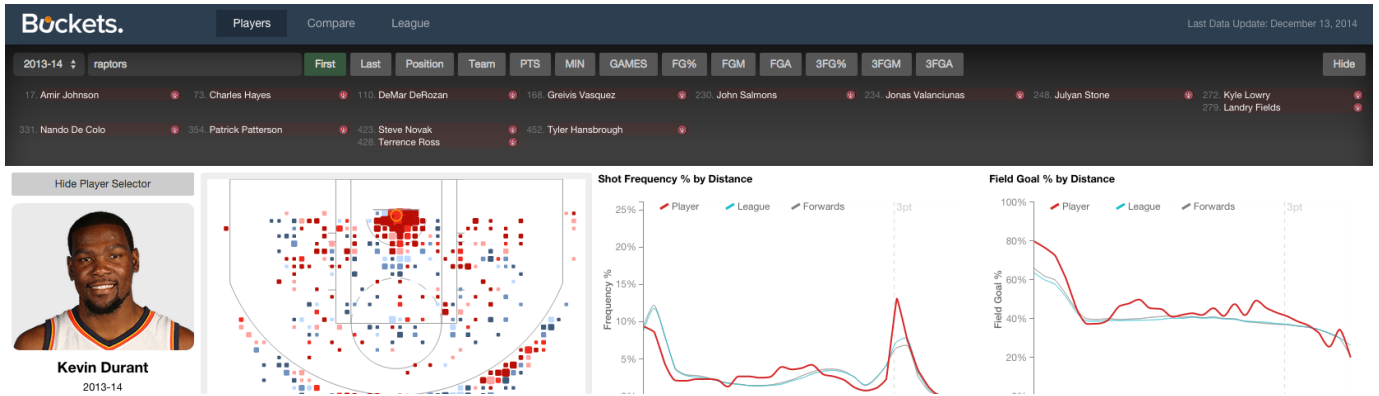 Buckets.
Players Compare League
Last Data Update: December 13, 2014
2013-14 raptors First Last Position Team PTS MIN GAMES FG% FGM FGA 3FG% 3FGM 3FGA Hide
17. Amir Johnson 73. Charles Hayes 110. DeMar DeRozan 168. Greivis Vasquez 230. John Salmons 234. Jonas Valanciunas 248. Julyan Stone 272. Kyle Lowry
279. Landry Fields
331. Nando De Colo 354. Patrick Patterson 423. Steve Novak 452. Tyler Hansbrough
428. Terrence Ross
Hide Player Selector
Kevin Durant
2013-14
Shot Frequency % by Distance
Player League Forwards
3pt
25%
20%
15%
10%
5%
0%
Frequency %
Field Goal % by Distance
Player League Forwards
3pt
100%
80%
60%
40%
20%
0%
Field Goal %